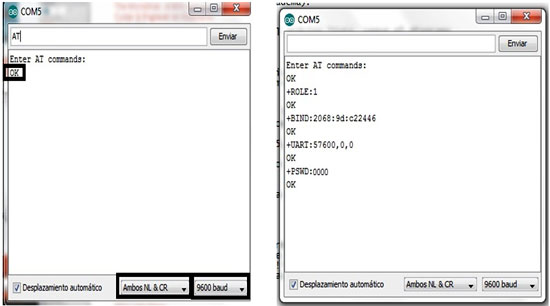 COM5
AT
Enviar
Enter AT commands:
OK
Desplazamiento automático
Ambos NL & CR
9600 baud
COM5
Enviar
Enter AT commands:
OK
+ROLE:1
OK
+BIND:2068:9d:c22446
OK
+UART:57600,0,0
OK
+PSWD:0000
OK
Desplazamiento automático
Ambos NL & CR
9600 baud